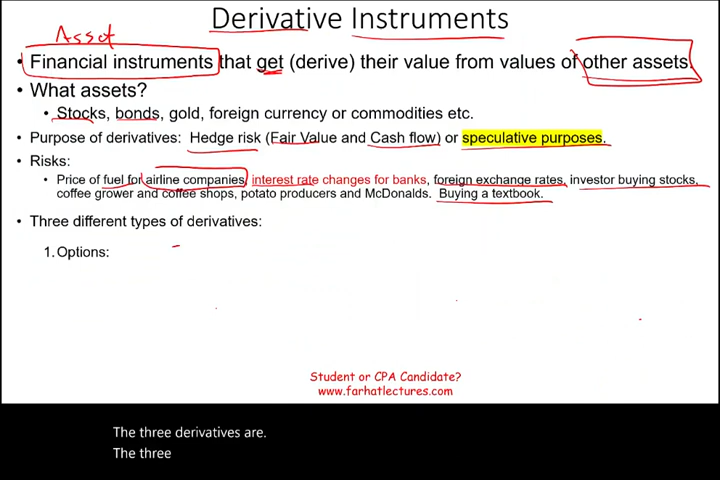 Derivative Instruments
Asset
• Financial instruments that get (derive) their value from values of other assets.
• What assets?
• Stocks, bonds, gold, foreign currency or commodities etc.
• Purpose of derivatives: Hedge risk (Fair Value and Cash flow) or speculative purposes.
• Risks:
• Price of fuel for airline companies, interest rate changes for banks, foreign exchange rates, investor buying stocks,
coffee grower and coffee shops, potato producers and McDonalds. Buying a textbook.
• Three different types of derivatives:
1. Options:
Student or CPA Candidate?
www.farhatlectures.com
The three derivatives are.
The three